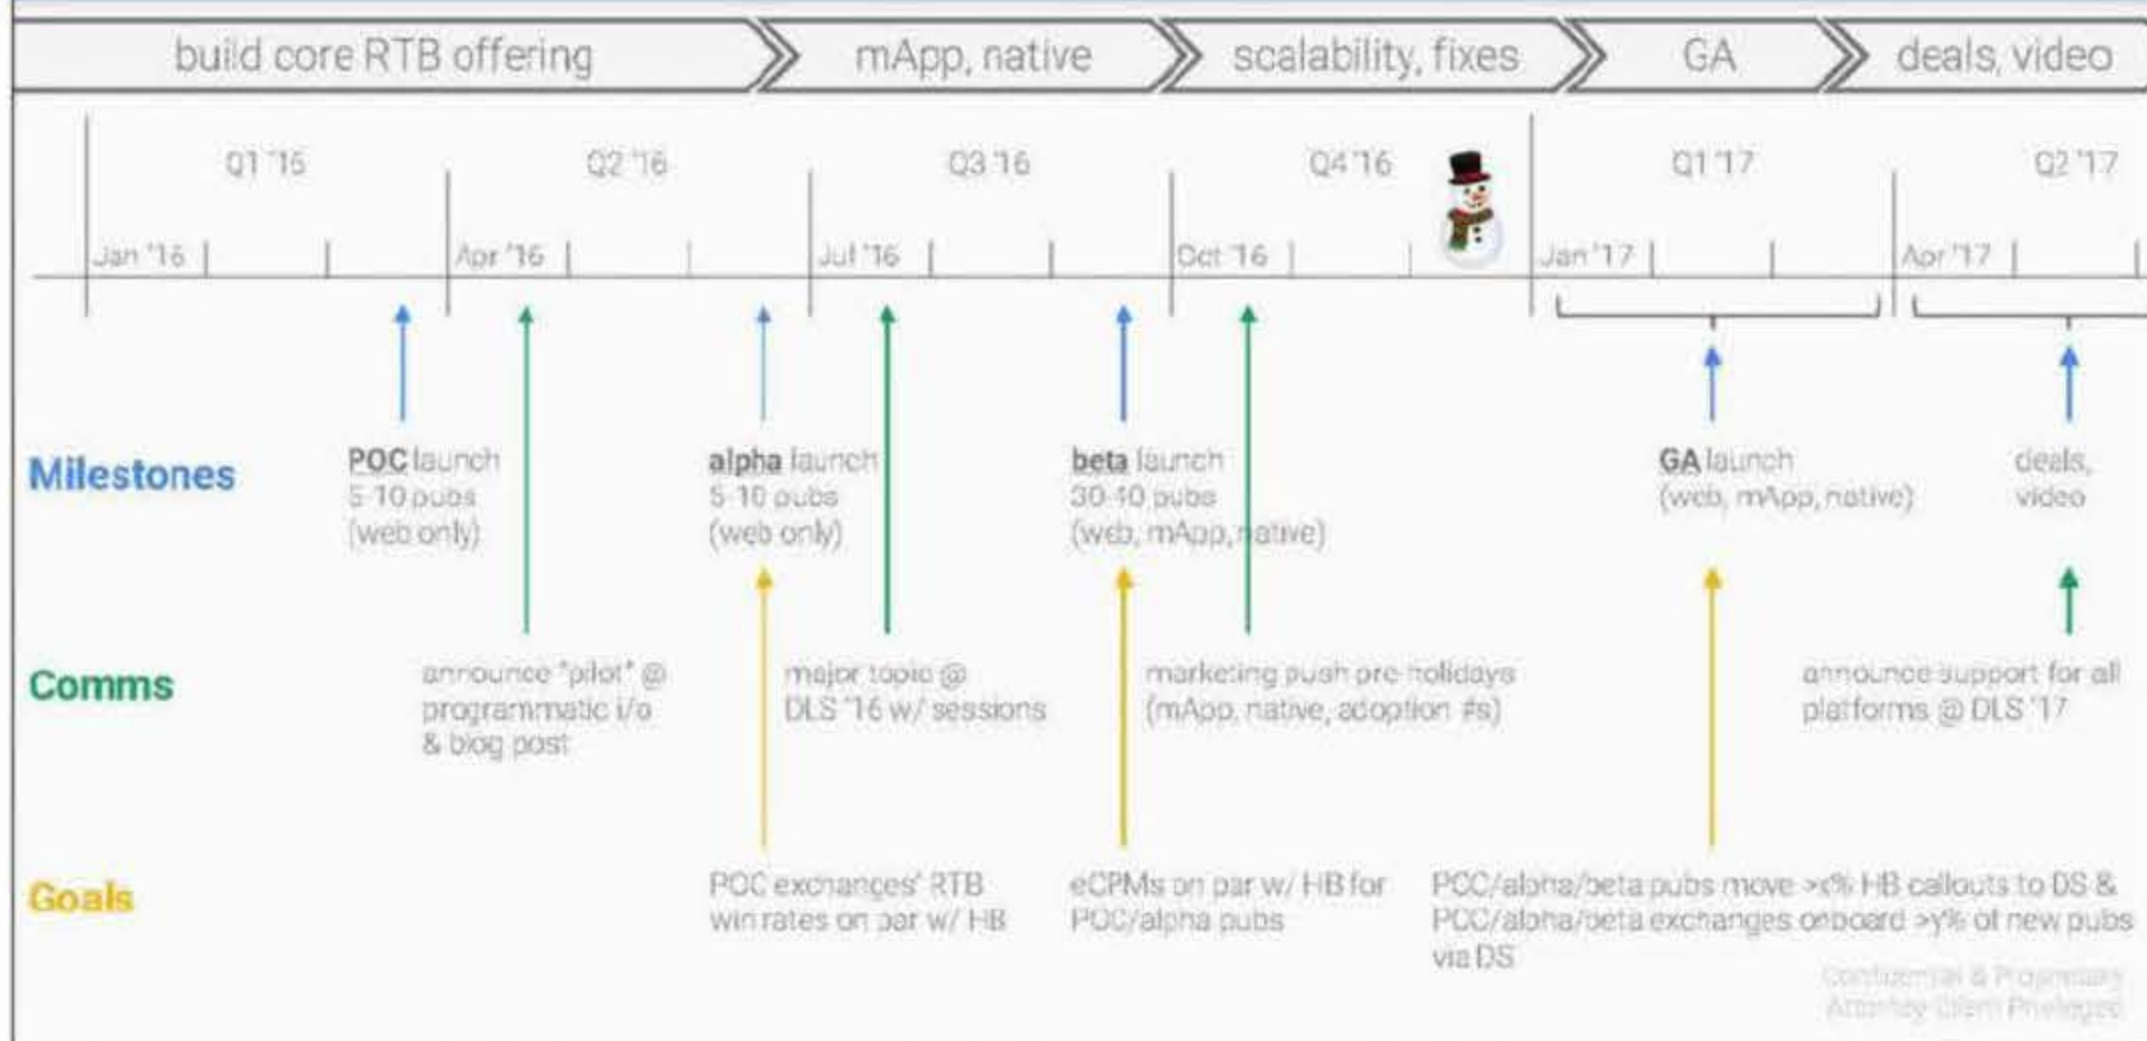 build core RTB offering
mApp, native
scalability, fixes
GA
deals, video
Q1 '16
Q2 '16
Q3 '16
Q4 '16
Q1 '17
Q2 '17
Jan '16
Apr '16
Jul '16
Oct '16
Jan '17
Apr '17
Milestones
POC launch
5-10 pubs
(web only)
alpha launch
5-10 pubs
(web only)
beta launch
30-40 pubs
(web, mApp, native)
GA launch
(web, mApp, native)
deals,
video
Comms
announce "pilot" @
programmatic i/o
& blog post
major topic @
DLS '16 w/ sessions
marketing push pre-holidays
(mApp, native, adoption #s)
announce support for all
platforms @ DLS '17
Goals
POC exchanges' RTB
win rates on par w/ HB
eCPMs on par w/ HB for
POC/alpha pubs
POC/alpha/beta pubs move >x% HB callouts to DS &
POC/alpha/beta exchanges onboard >y% of new pubs
via DS
Confidential & Proprietary
Attorney Client Privileged